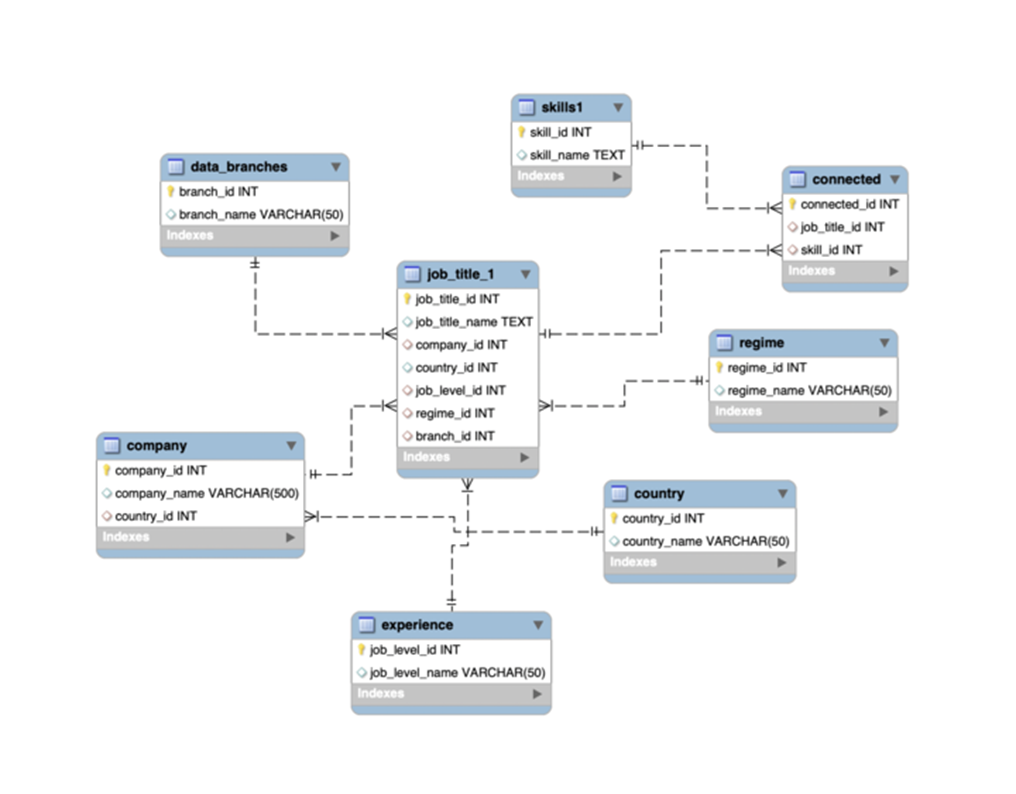 skills1
skill_id INT
skill_name TEXT
Indexes
data_branches
branch_id INT
branch_name VARCHAR(50)
Indexes
connected
connected_id INT
job_title_id INT
skill_id INT
Indexes
job_title_1
job_title_id INT
job_title_name TEXT
company_id INT
country_id INT
job_level_id INT
regime_id INT
branch_id INT
Indexes
regime
regime_id INT
regime_name VARCHAR(50)
Indexes
company
company_id INT
company_name VARCHAR(500)
country_id INT
Indexes
country
country_id INT
country_name VARCHAR(50)
Indexes
experience
job_level_id INT
job_level_name VARCHAR(50)
Indexes